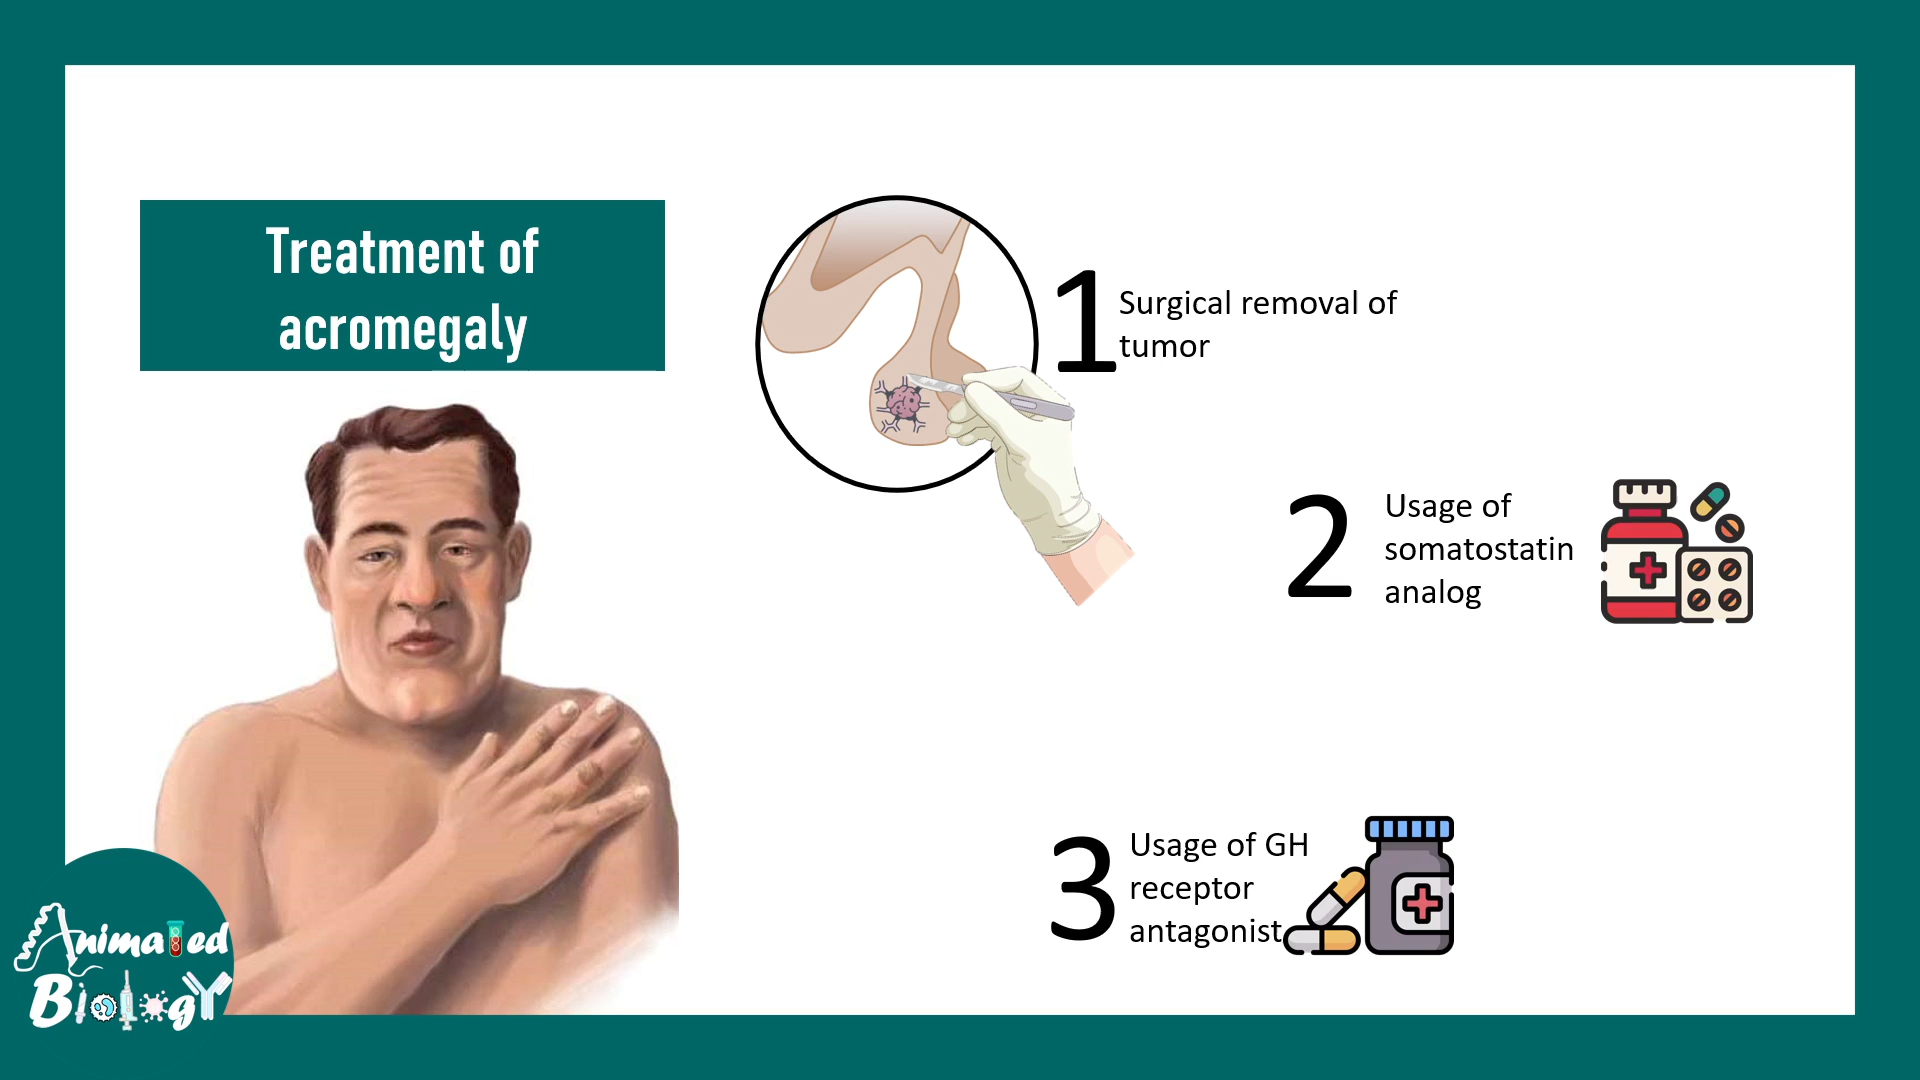 Treatment of
acromegaly
1
Surgical removal of
tumor
2
Usage of
somatostatin
analog
3
Usage of GH
receptor
antagonist
Animated
Biology